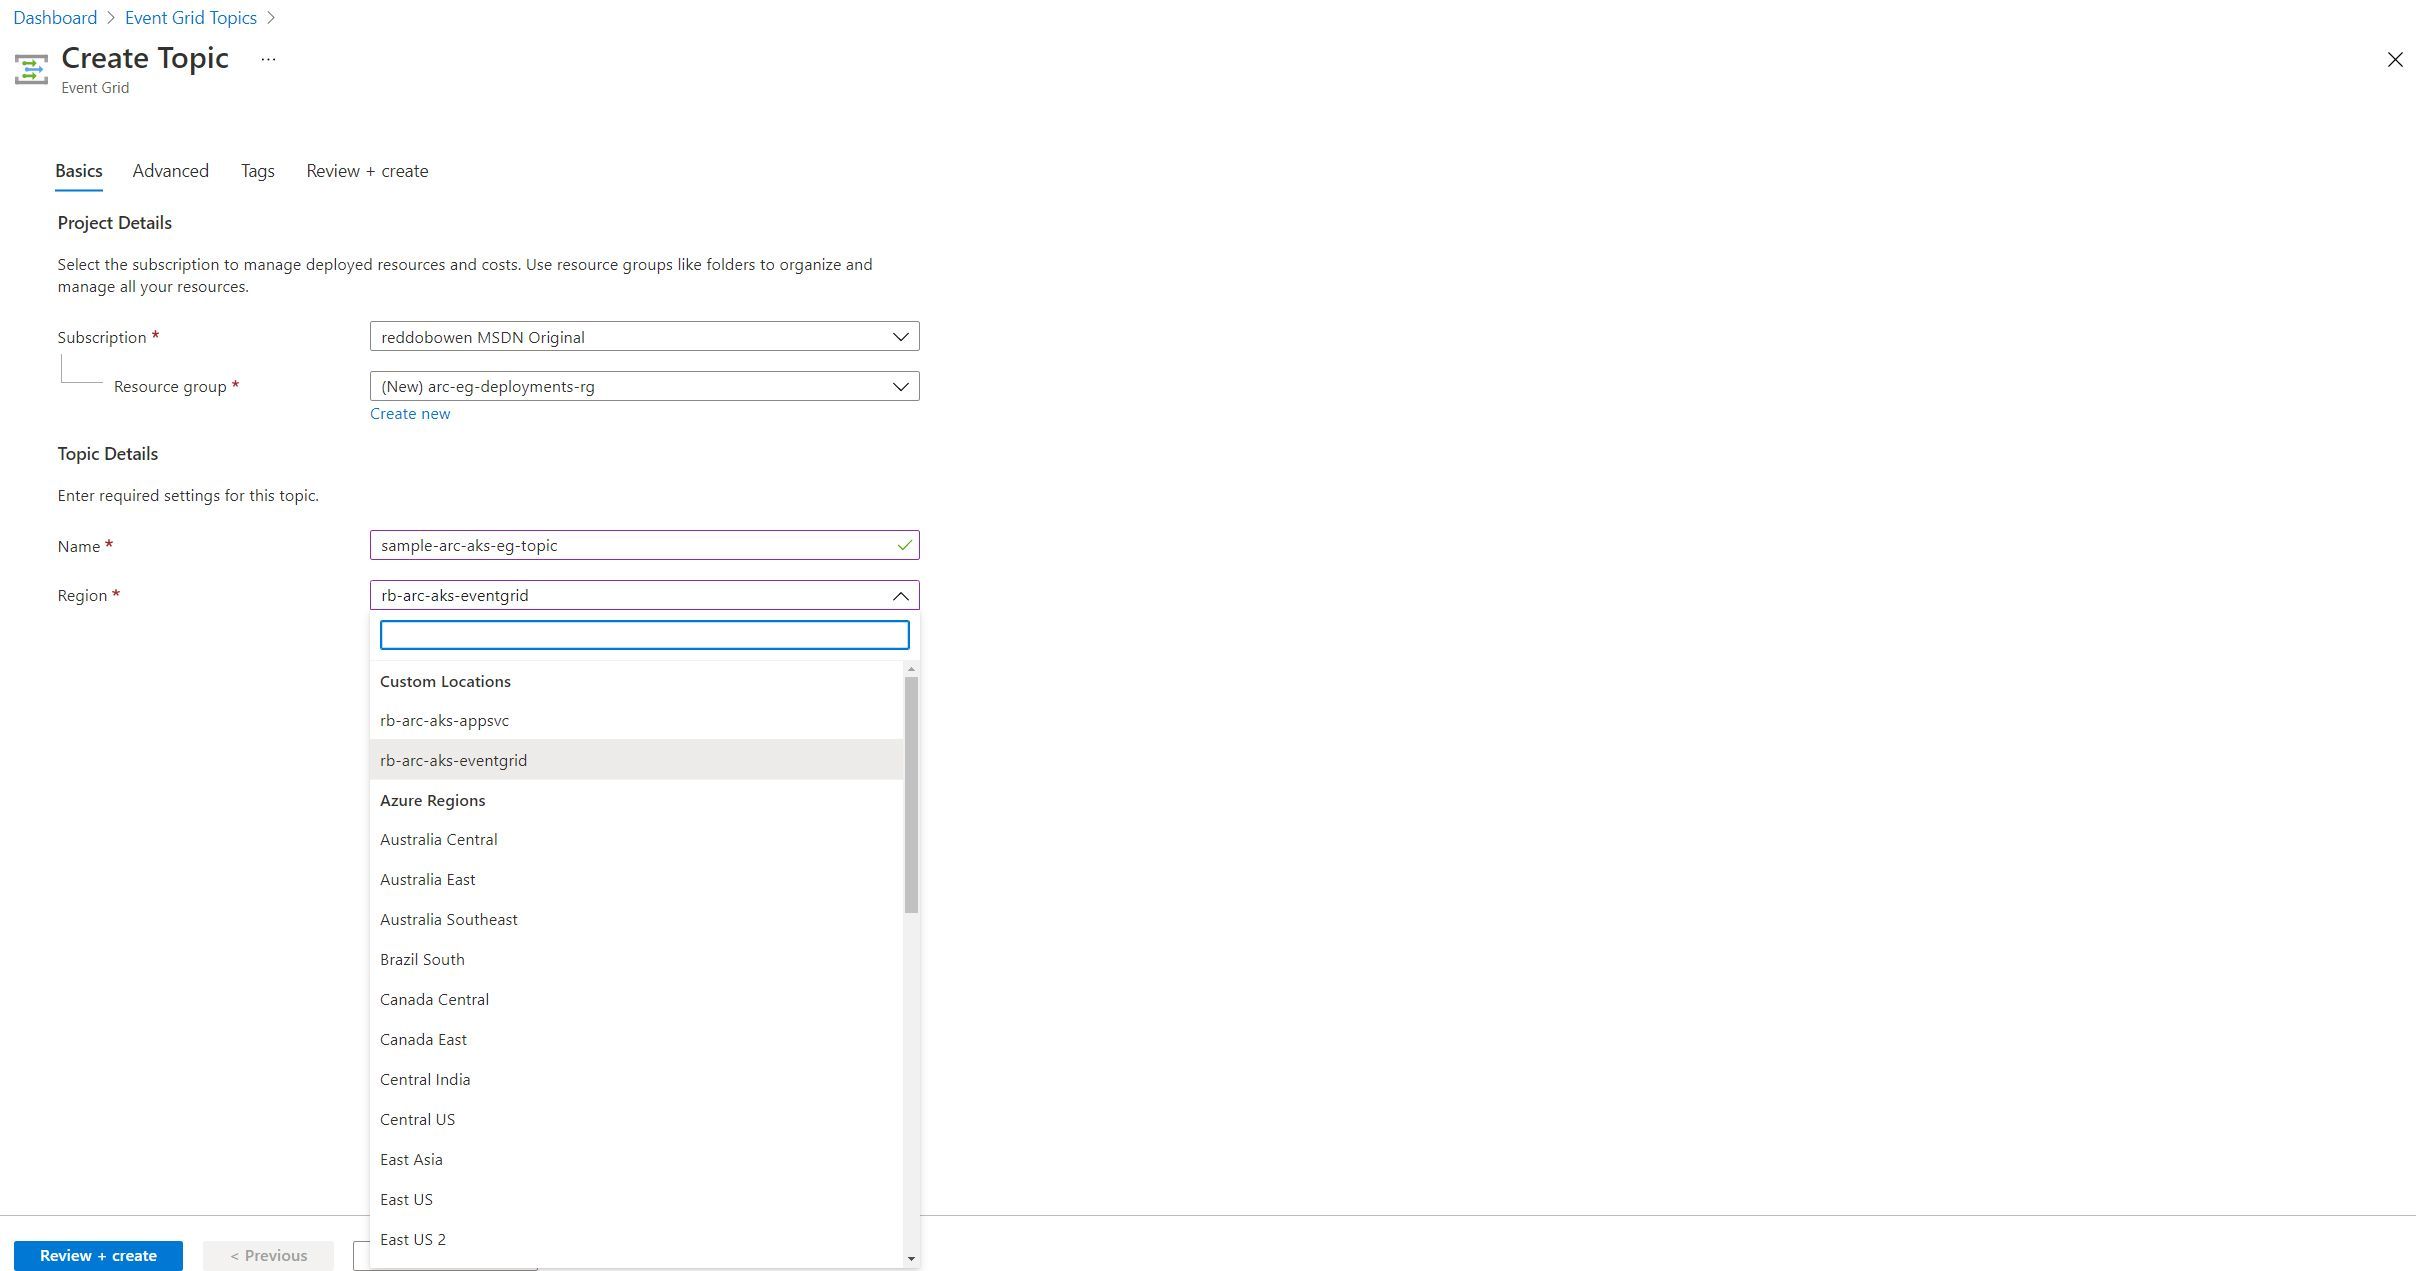 Dashboard > Event Grid Topics >
Create Topic ...
Event Grid
Basics Advanced Tags Review + create
Project Details
Select the subscription to manage deployed resources and costs. Use resource groups like folders to organize and
manage all your resources.
Subscription *
reddobowen MSDN Original
Resource group *
(New) arc-eg-deployments-rg
Create new
Topic Details
Enter required settings for this topic.
Name *
sample-arc-aks-eg-topic
Region *
rb-arc-aks-eventgrid
Custom Locations
rb-arc-aks-appsvc
rb-arc-aks-eventgrid
Azure Regions
Australia Central
Australia East
Australia Southeast
Brazil South
Canada Central
Canada East
Central India
Central US
East Asia
East US
East US 2
Review + create
< Previous